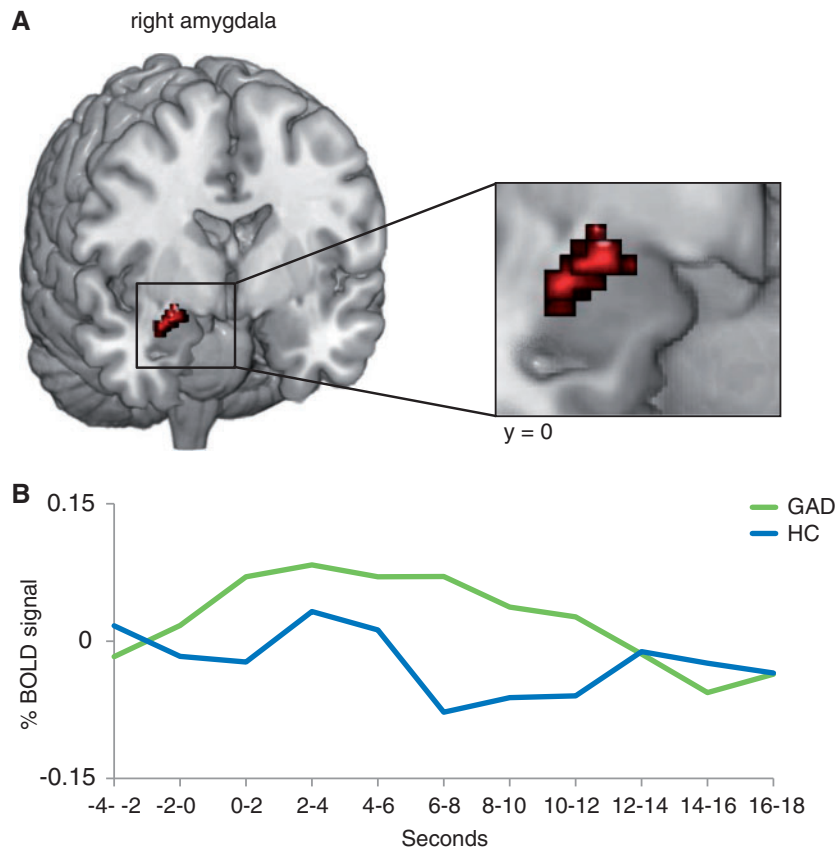 A
right amygdala
y = 0
B
0.15
0
-0.15
% BOLD signal
GAD
HC
-4- -2 -2-0 0-2 2-4 4-6 6-8 8-10 10-12 12-14 14-16 16-18
Seconds